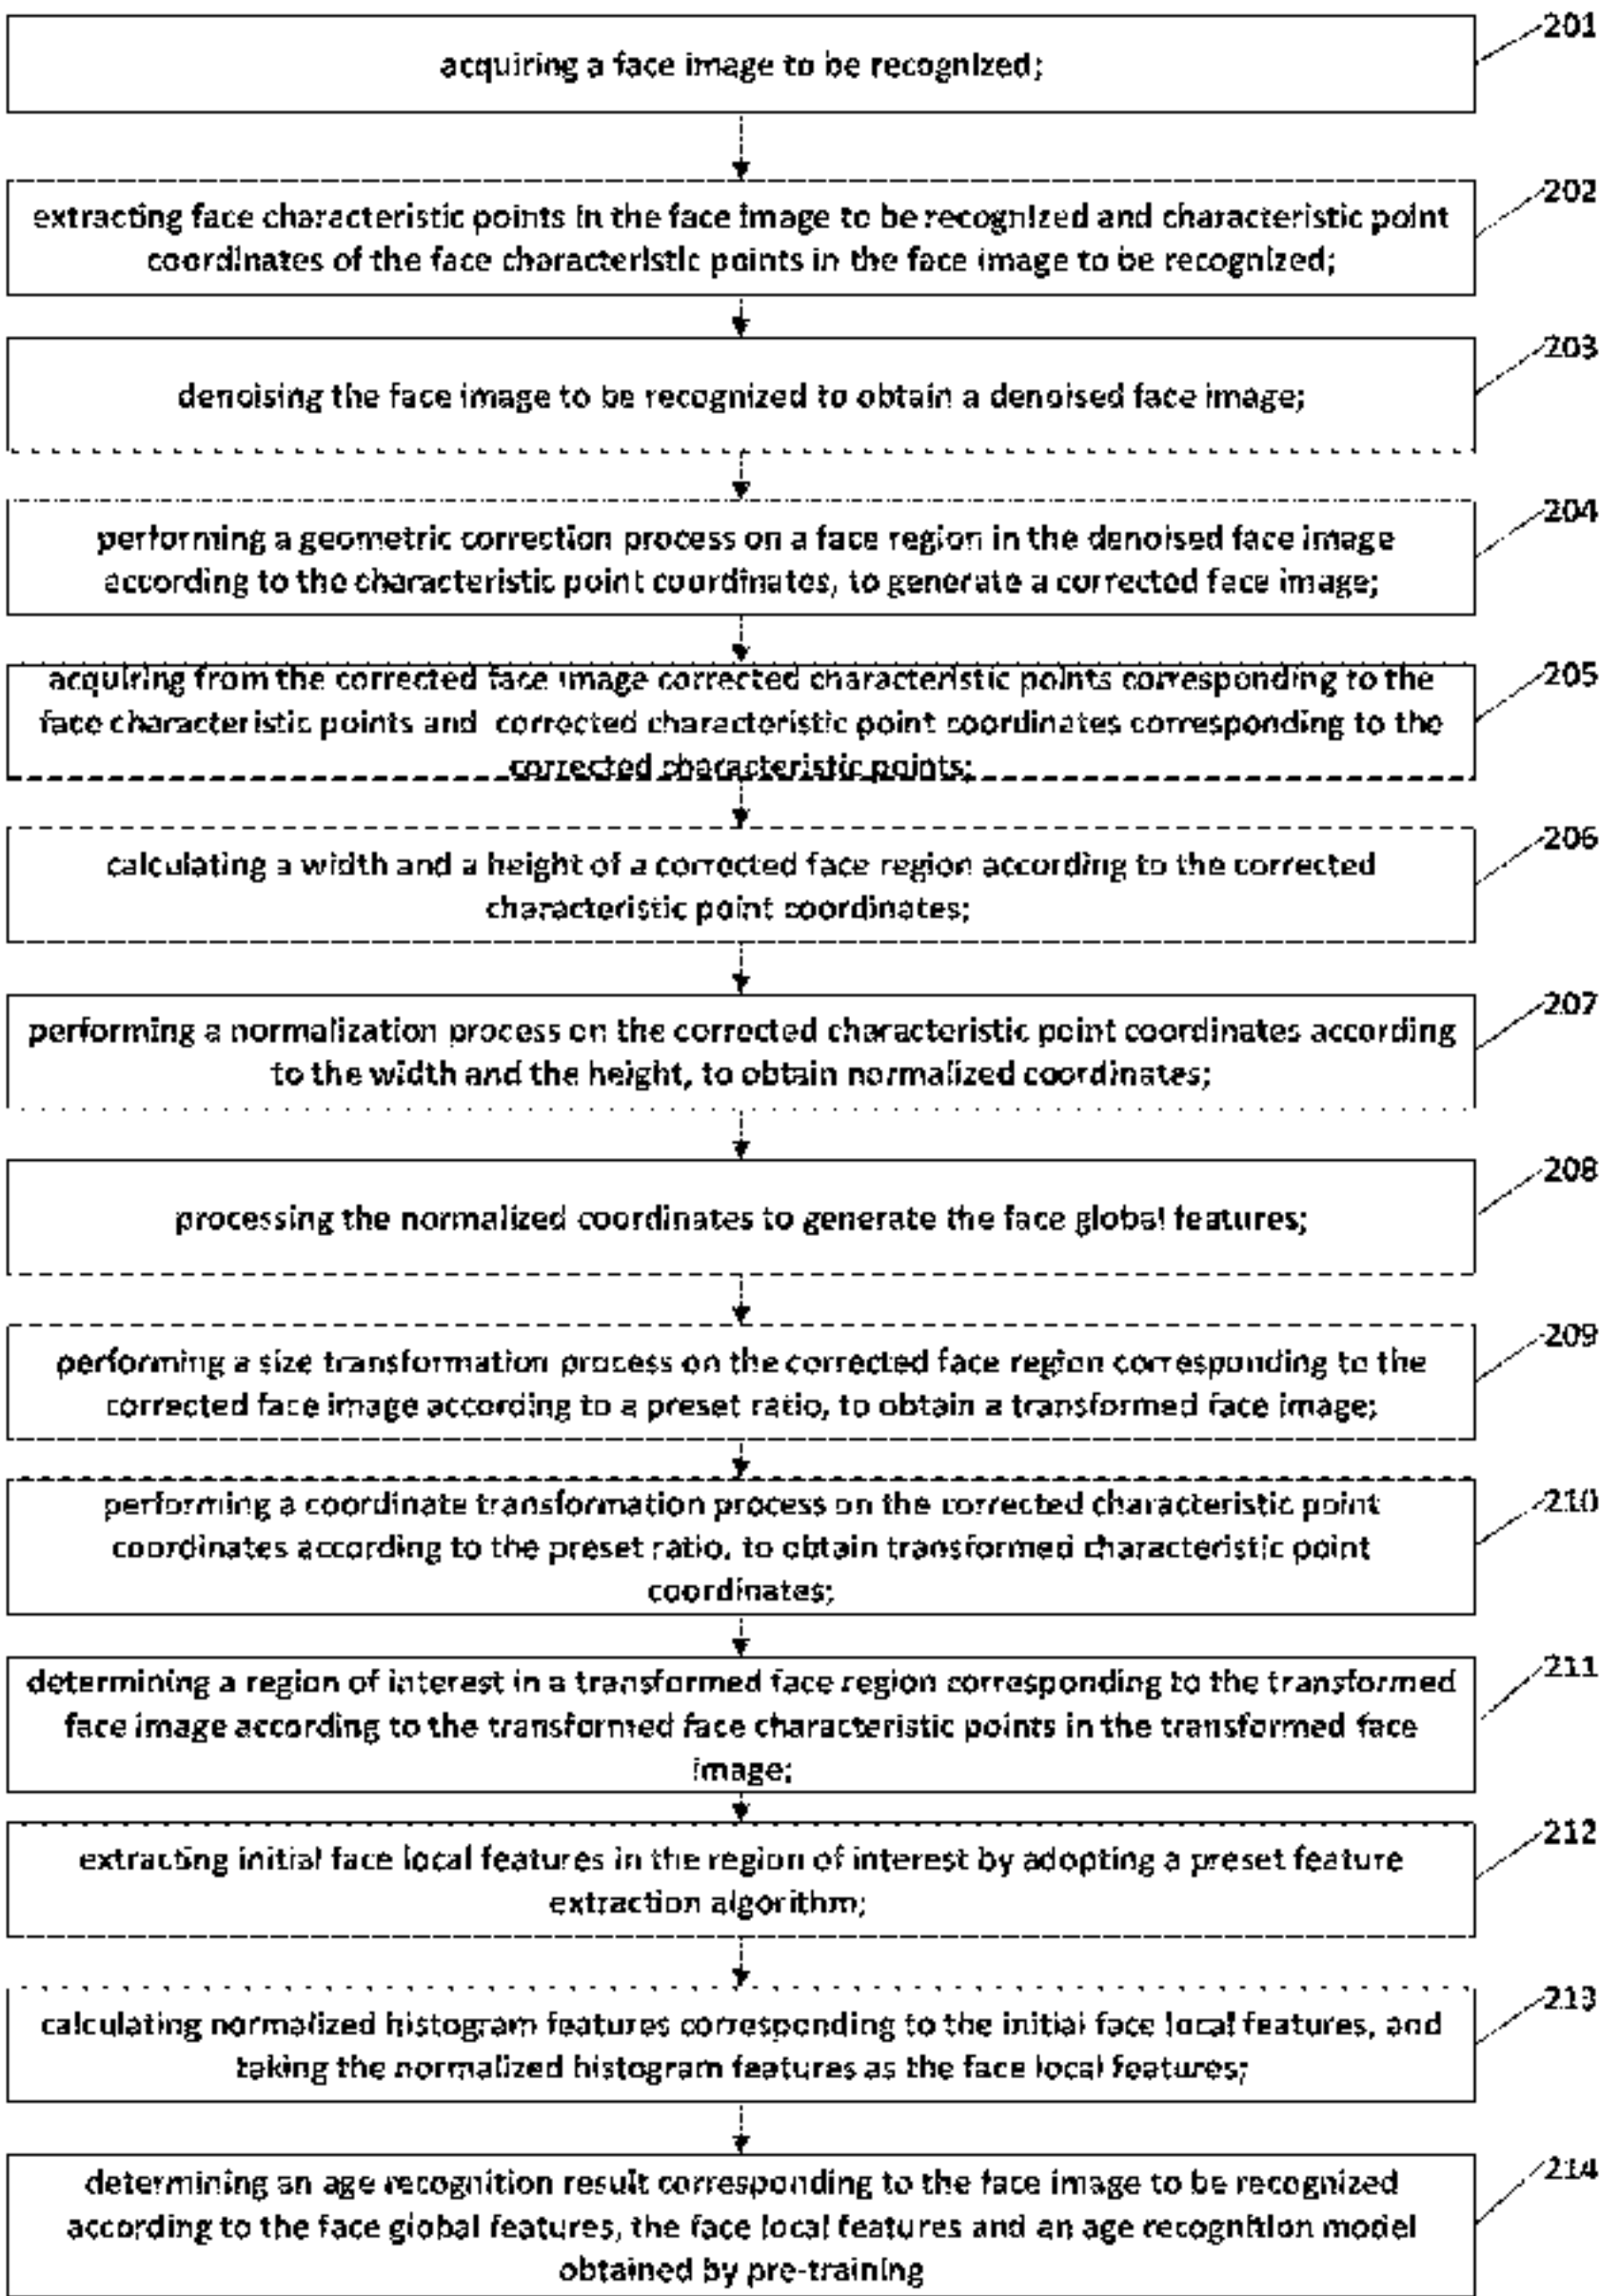 201
acquiring a face image to be recognized;
202
extracting face characteristic points in the face image to be recognized and characteristic point
coordinates of the face characteristic points in the face image to be recognized;
203
denoising the face image to be recognized to obtain a denoised face image;
204
performing a geometric correction process on a face region in the denoised face image
according to the characteristic point coordinates, to generate a corrected face image;
205
acquiring from the corrected face image corrected characteristic points corresponding to the
face characteristic points and corrected characteristic point coordinates corresponding to the
corrected characteristic points;
206
calculating a width and a height of a corrected face region according to the corrected
characteristic point coordinates;
207
performing a normalization process on the corrected characteristic point coordinates according
to the width and the height, to obtain normalized coordinates;
208
processing the normalized coordinates to generate the face global features;
209
performing a size transformation process on the corrected face region corresponding to the
corrected face image according to a preset ratio, to obtain a transformed face image;
210
performing a coordinate transformation process on the corrected characteristic point
coordinates according to the preset ratio, to obtain transformed characteristic point
coordinates;
211
determining a region of interest in a transformed face region corresponding to the transformed
face image according to the transformed face characteristic points in the transformed face
image;
212
extracting initial face local features in the region of interest by adopting a preset feature
extraction algorithm;
213
calculating normalized histogram features corresponding to the initial face local features, and
taking the normalized histogram features as the face local features;
214
determining an age recognition result corresponding to the face image to be recognized
according to the face global features, the face local features and an age recognition model
obtained by pre-training